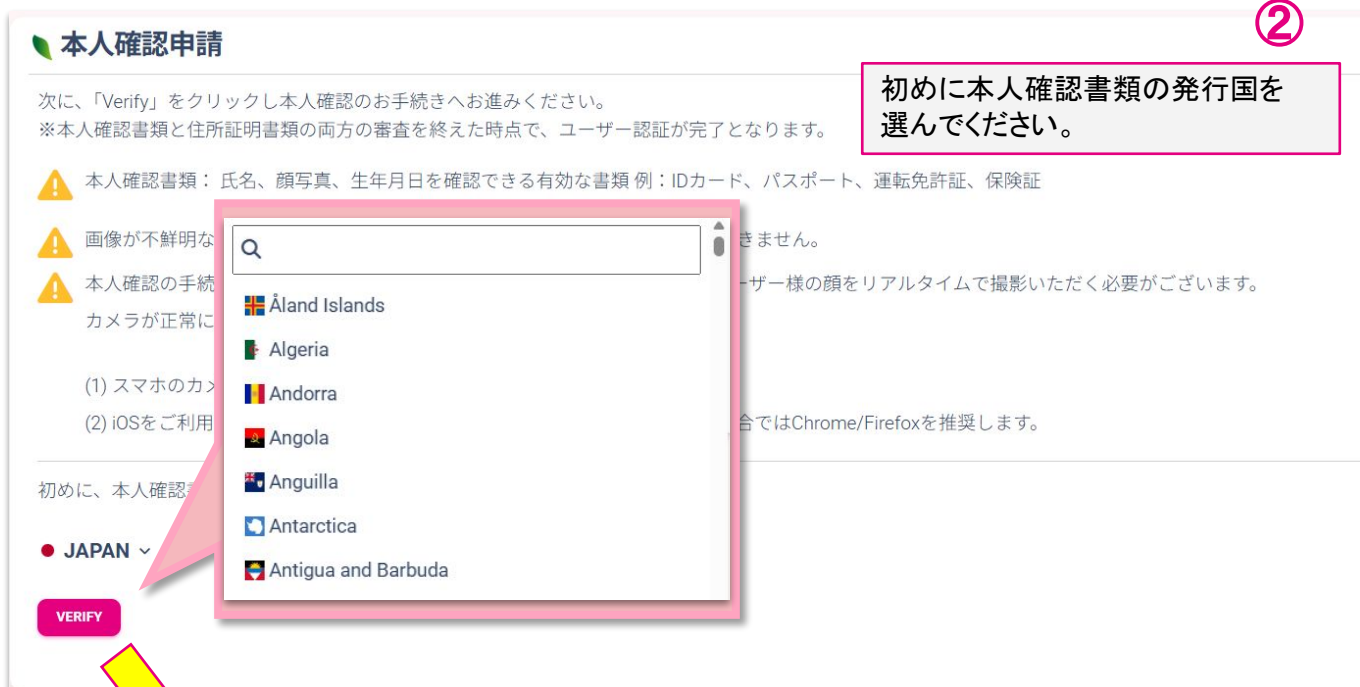 ②
本人確認申請
初めに本人確認書類の発行国を
選んでください。
次に、「Verify」をクリックし本人確認のお手続きへお進みください。
※本人確認書類と住所証明書類の両方の審査を終えた時点で、ユーザー認証が完了となります。
本人確認書類： 氏名、顔写真、生年月日を確認できる有効な書類 例：IDカード、パスポート、運転免許証、保険証
画像が不鮮明な きません。
本人確認の手続 ーザー様の顔をリアルタイムで撮影いただく必要がございます。
カメラが正常に
(1) スマホのカメ
(2) iOSをご利用 合ではChrome/Firefoxを推奨します。
Åland Islands
Algeria
Andorra
Angola
Anguilla
Antarctica
Antigua and Barbuda
初めに、本人確認
JAPAN
VERIFY